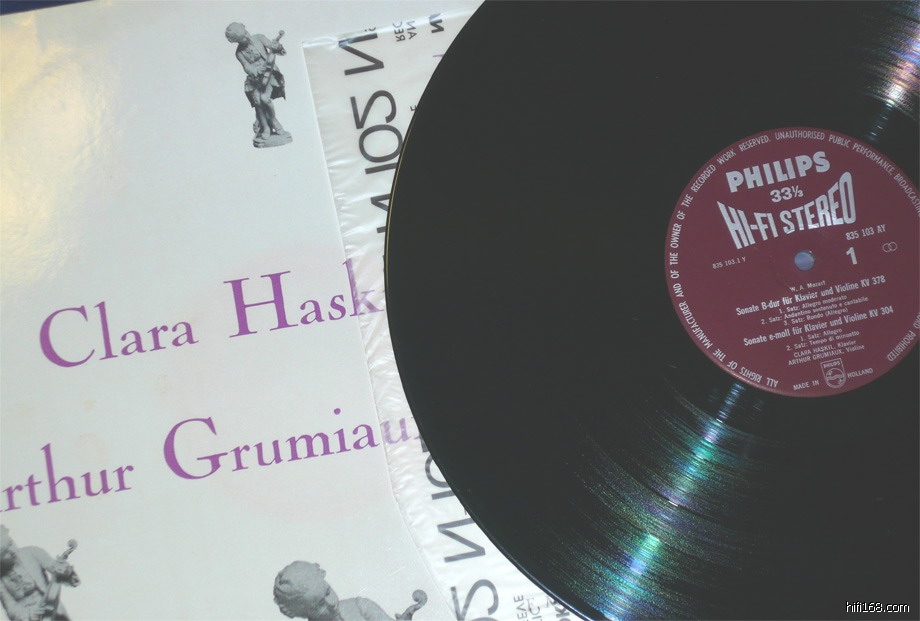 Clara Hask
rthur Grumiau
ALL RIGHTS OF THE MANUFACTURER AND OF THE OWNER OF THE RECORDED WORK RESERVED. UNAUTHORISED PUBLIC PERFORMANCE, BROADCAS
PROHIBITED
PHILIPS
33⅓
HI-FI STEREO
835 103 AY
835 103.1 Y
1
W. A. Mozart
Sonate B-dur für Klavier und Violine KV 378
1. Satz: Allegro moderato
2. Satz: Andantino sostenuto e cantabile
3. Satz: Rondo (Allegro)
Sonate e-moll für Klavier und Violine KV 304
1. Satz: Allegro
2. Satz: Tempo di minuetto
CLARA HASKIL, Klavier
ARTHUR GRUMIAUX, Violine
PHILIPS
MADE IN HOLLAND
hifi168.com